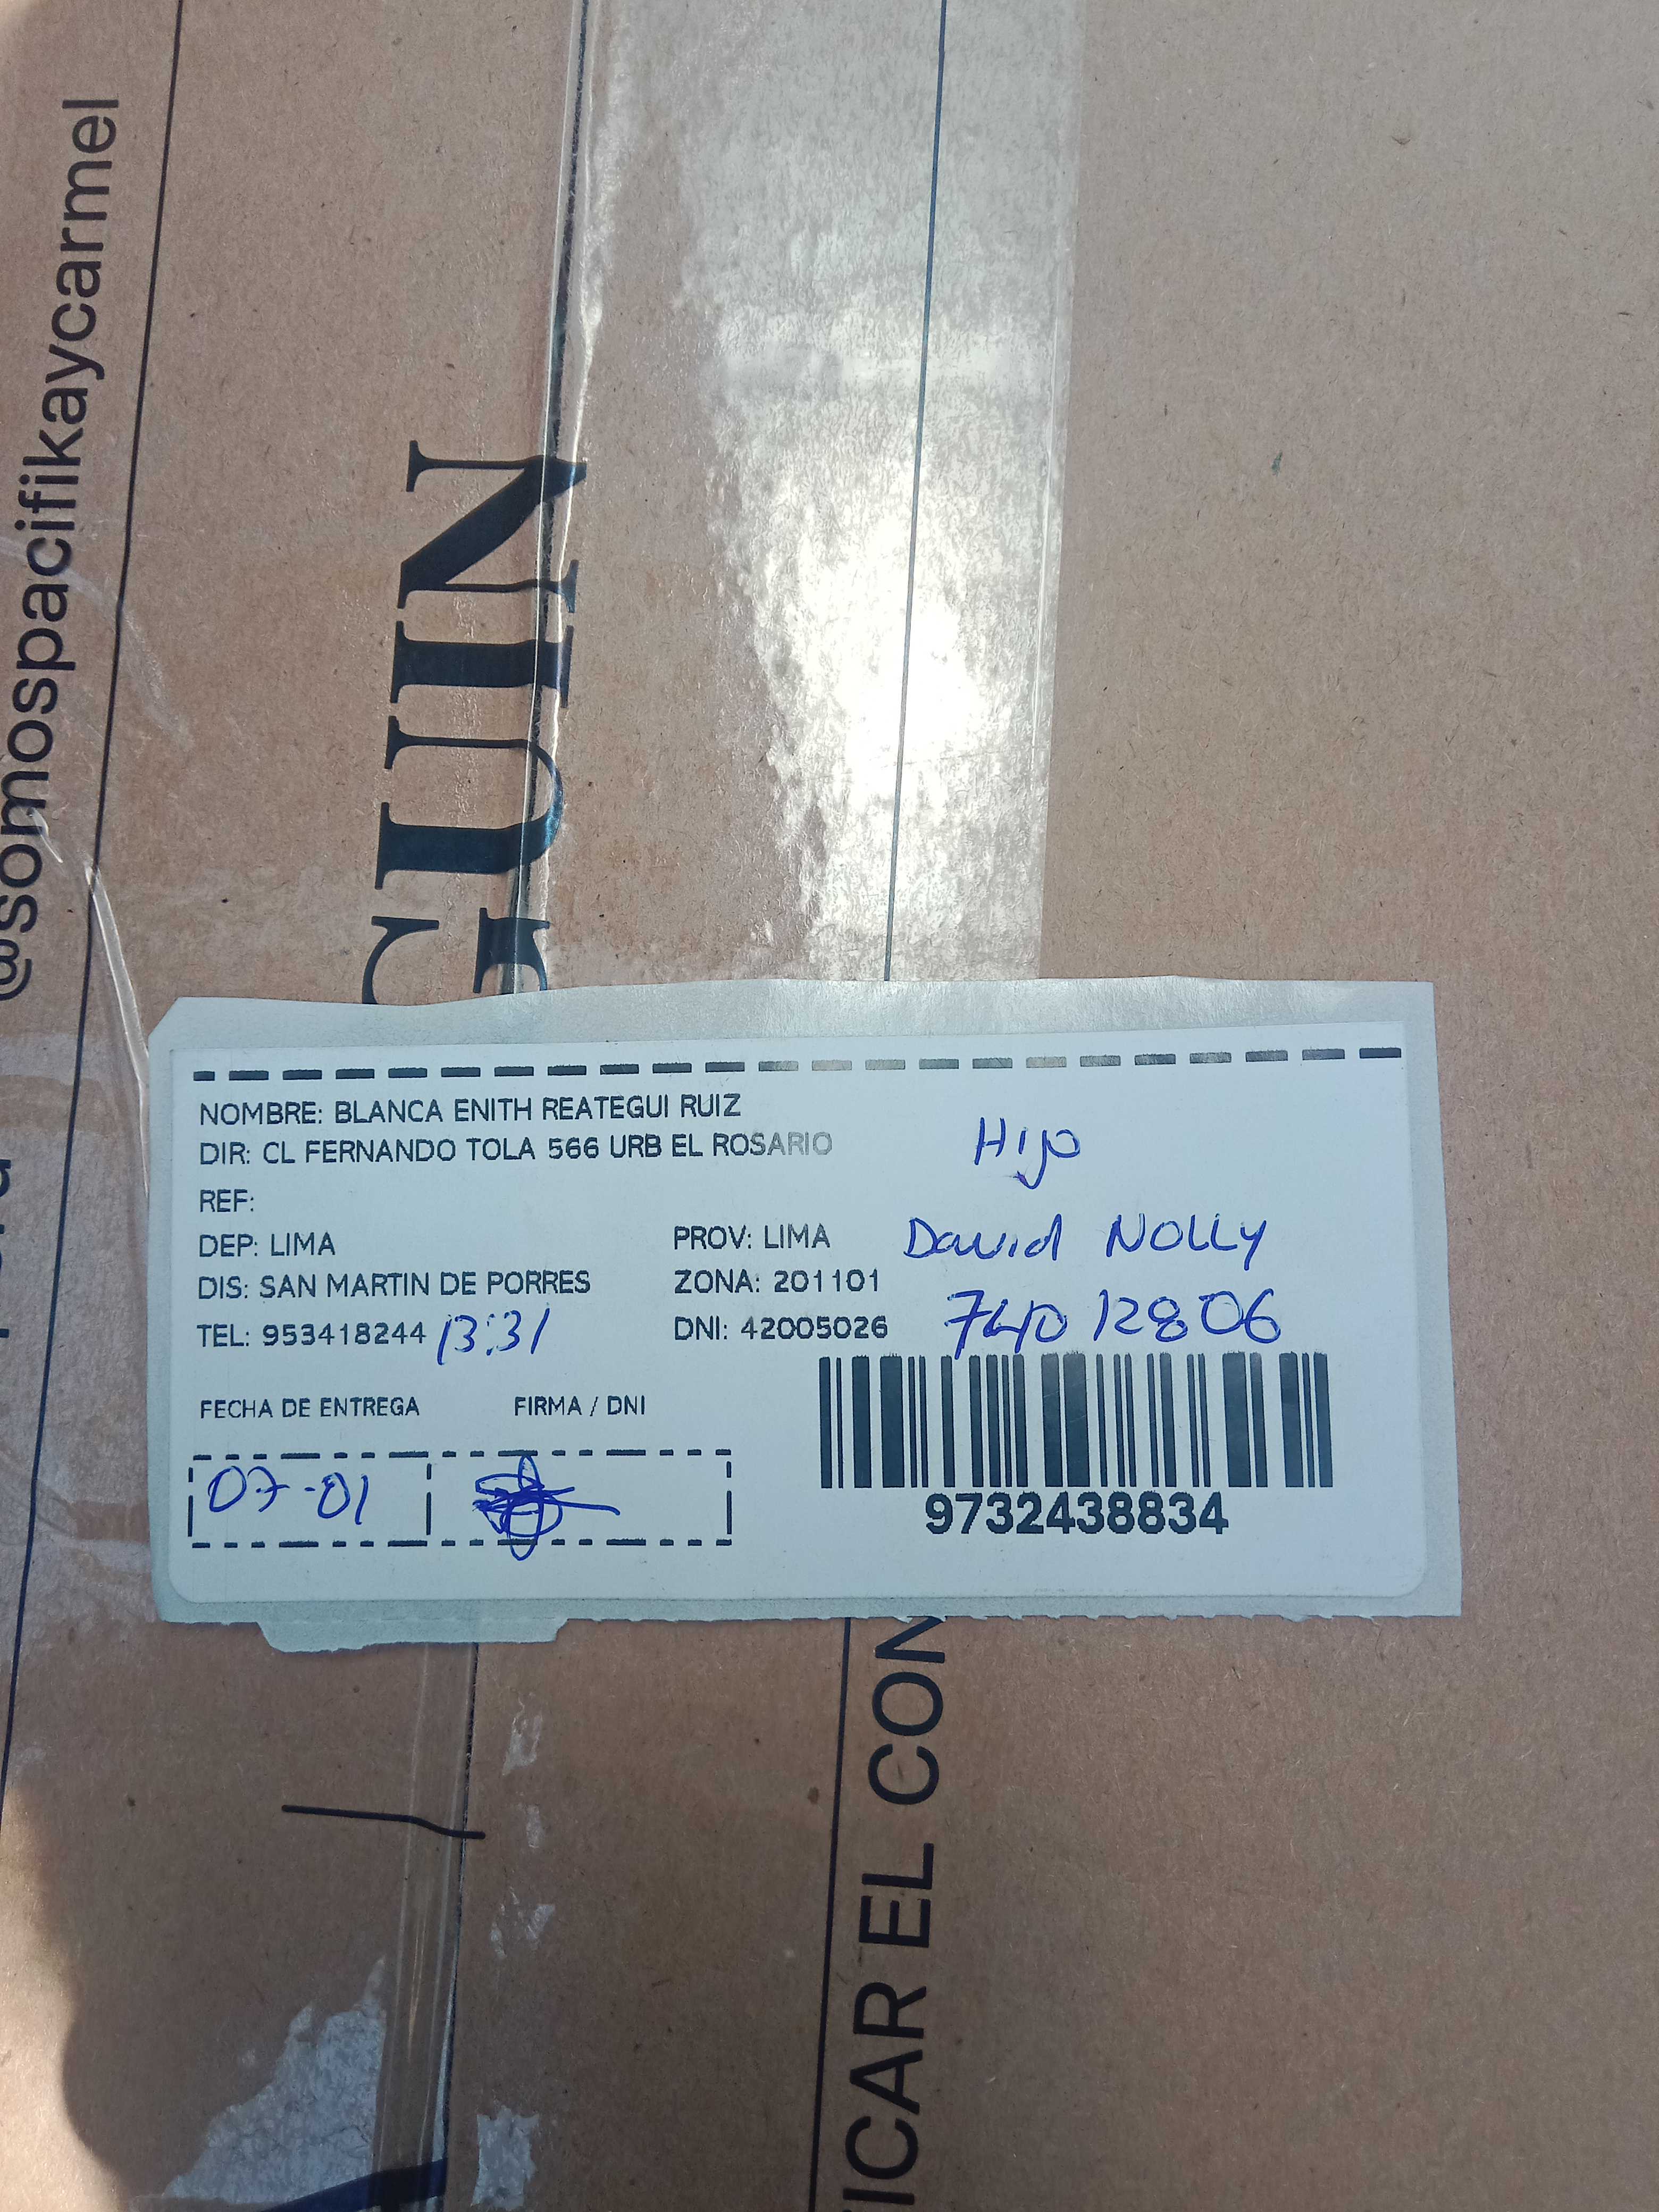 @somospacifikaycarmel
GUIN
NOMBRE: BLANCA ENITH REATEGUI RUIZ
DIR: CL FERNANDO TOLA 566 URB EL ROSARIO
Hijo
REF:
DEP: LIMA PROV: LIMA David NOLLY
DIS: SAN MARTIN DE PORRES ZONA: 201101
TEL: 953418244 13:31 DNI: 42005026 74012806
FECHA DE ENTREGA FIRMA / DNI
07-01
9732438834
ICAR EL CON